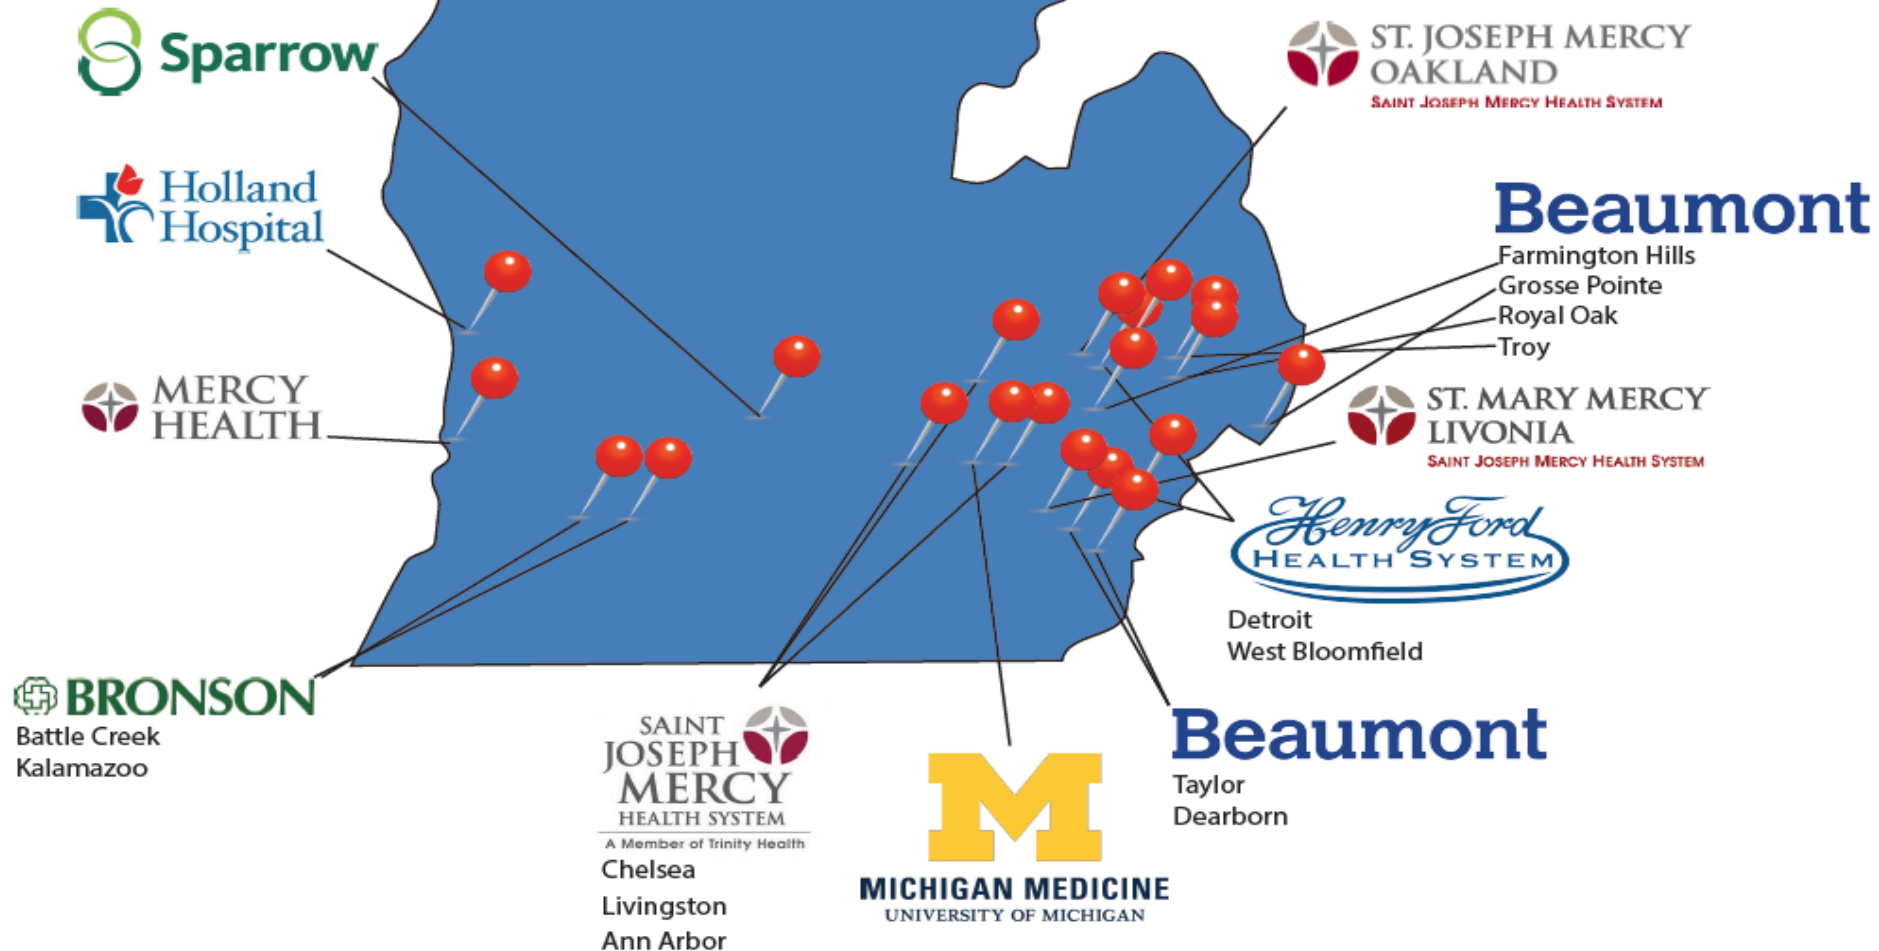 Sparrow
Holland
Hospital
MERCY
HEALTH
BRONSON
Battle Creek
Kalamazoo
SAINT
JOSEPH
MERCY
HEALTH SYSTEM
A Member of Trinity Health
Chelsea
Livingston
Ann Arbor
M
MICHIGAN MEDICINE
UNIVERSITY OF MICHIGAN
ST. JOSEPH MERCY
OAKLAND
SAINT JOSEPH MERCY HEALTH SYSTEM
Beaumont
Farmington Hills
Grosse Pointe
Royal Oak
Troy
ST. MARY MERCY
LIVONIA
SAINT JOSEPH MERCY HEALTH SYSTEM
Henry Ford
HEALTH SYSTEM
Detroit
West Bloomfield
Beaumont
Taylor
Dearborn